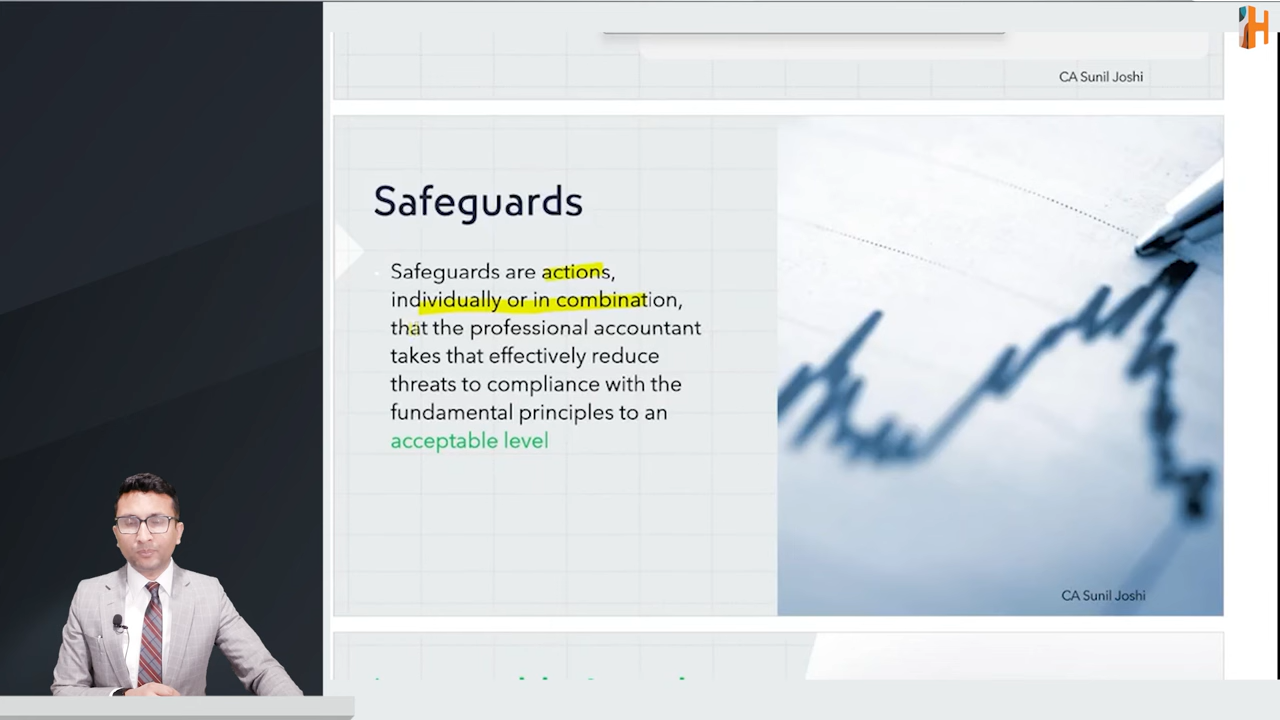 CA Sunil Joshi
Safeguards
Safeguards are actions,
individually or in combination,
that the professional accountant
takes that effectively reduce
threats to compliance with the
fundamental principles to an
acceptable level
CA Sunil Joshi